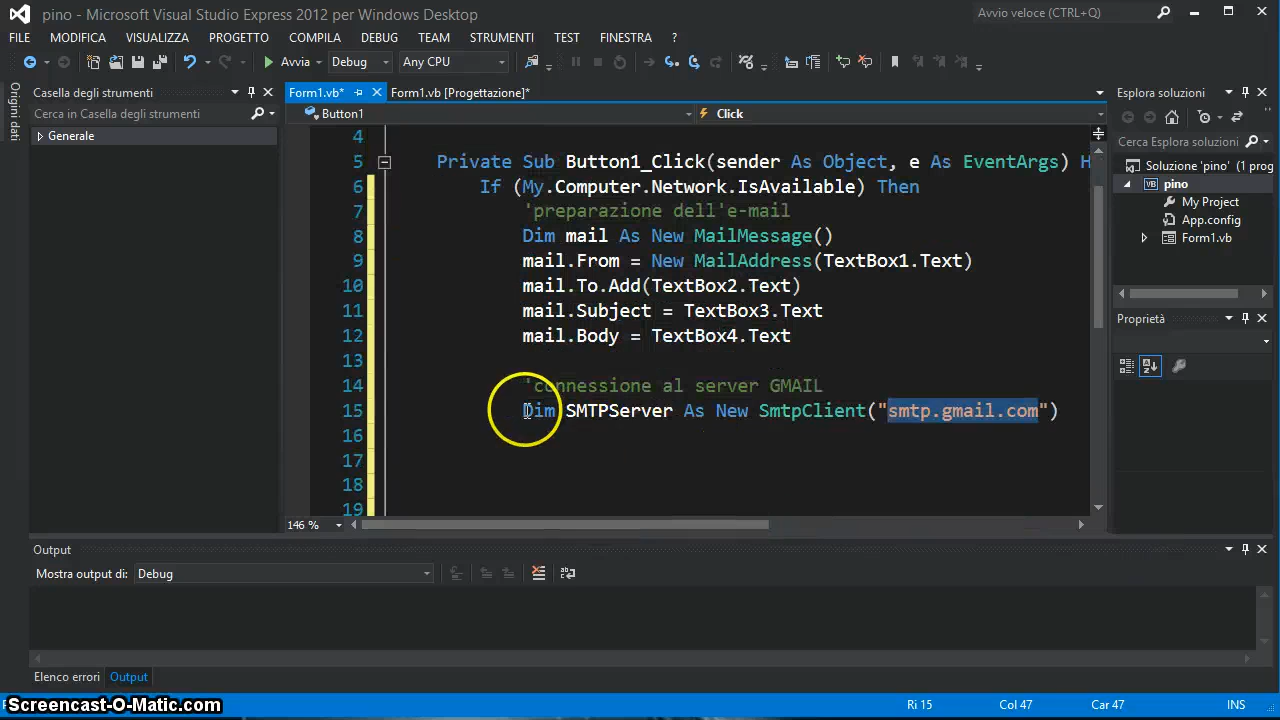 pino - Microsoft Visual Studio Express 2012 per Windows Desktop
Avvio veloce (CTRL+Q)
FILE MODIFICA VISUALIZZA PROGETTO COMPILA DEBUG TEAM STRUMENTI TEST FINESTRA ?
Avvia Debug Any CPU
Origini dati
Casella degli strumenti
Cerca in Casella degli strumenti
Generale
Form1.vb* Form1.vb [Progettazione]*
Button1 Click
4
5 Private Sub Button1_Click(sender As Object, e As EventArgs) H
6 If (My.Computer.Network.IsAvailable) Then
7 'preparazione dell'e-mail
8 Dim mail As New MailMessage()
9 mail.From = New MailAddress(TextBox1.Text)
10 mail.To.Add(TextBox2.Text)
11 mail.Subject = TextBox3.Text
12 mail.Body = TextBox4.Text
13
14 'connessione al server GMAIL
15 Dim SMTPServer As New SmtpClient("smtp.gmail.com")
16
17
18
19
146 %
Esplora soluzioni
Cerca in Esplora soluzioni
Soluzione 'pino' (1 prog
pino
My Project
App.config
Form1.vb
Proprietà
Output
Mostra output di: Debug
Elenco errori Output
Screencast-O-Matic.com
Ri 15 Col 47 Car 47 INS